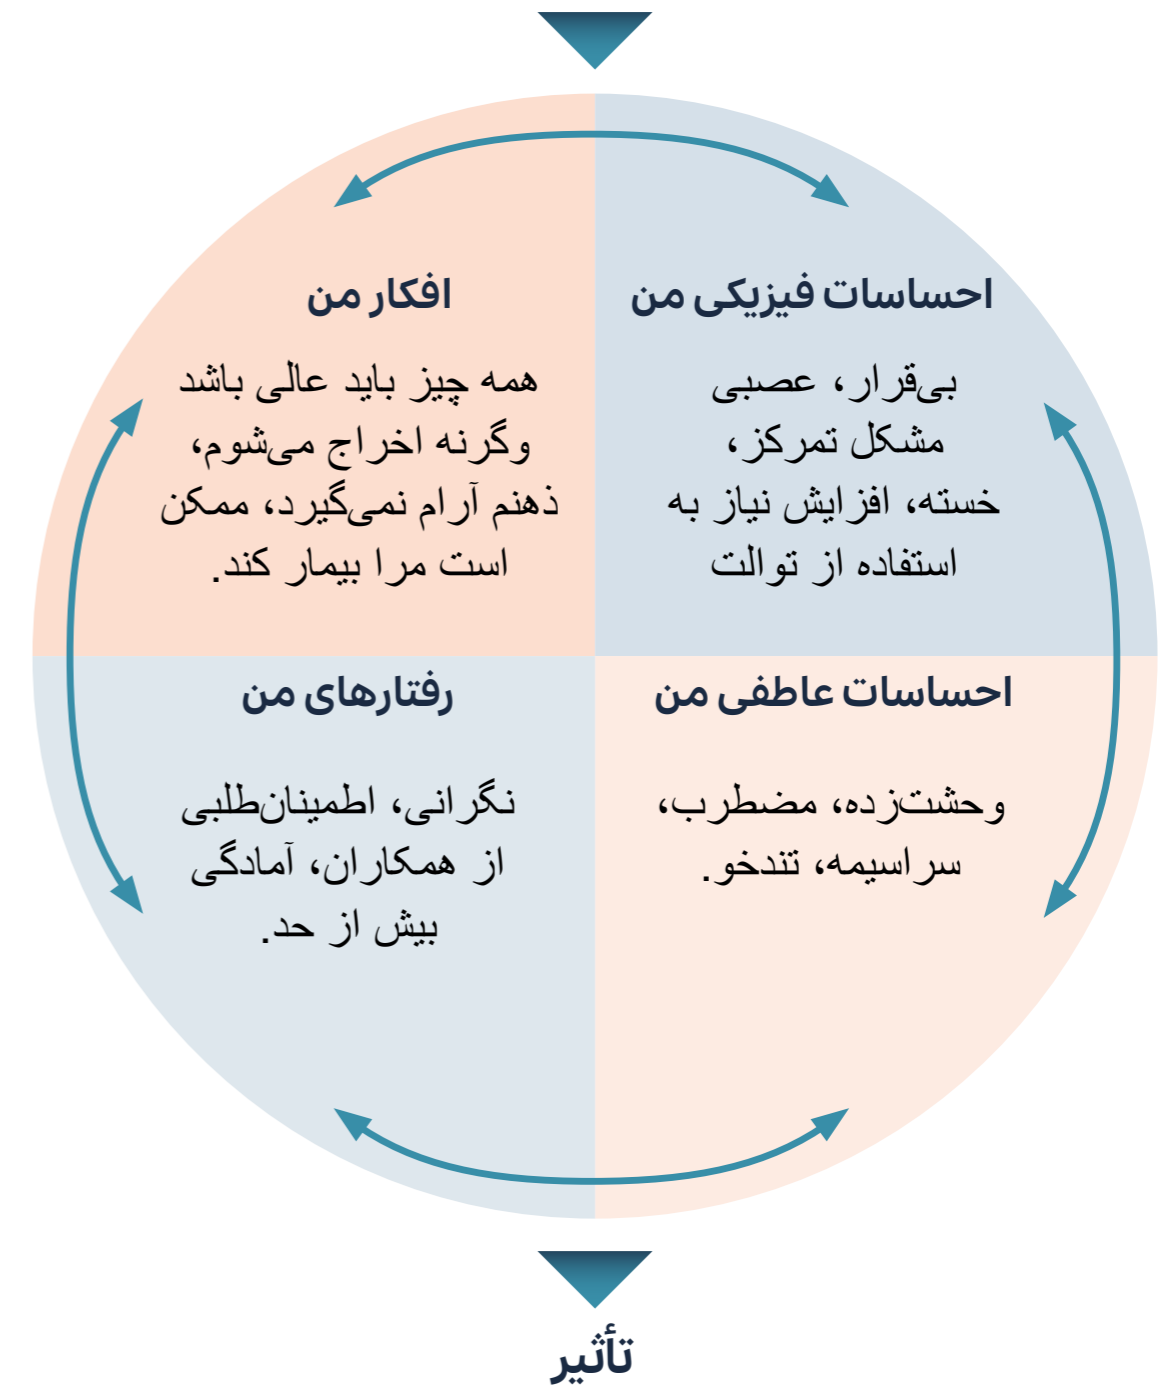 احساسات فیزیکی من
بی‌قرار، عصبی
مشکل تمرکز،
خسته، افزایش نیاز به
استفاده از توالت
افکار من
همه چیز باید عالی باشد
وگرنه اخراج می‌شوم،
ذهنم آرام نمی‌گیرد، ممکن
است مرا بیمار کند.
احساسات عاطفی من
وحشت‌زده، مضطرب،
سراسیمه، تندخو.
رفتارهای من
نگرانی، اطمینان‌طلبی
از همکاران، آمادگی
بیش از حد.
تأثیر